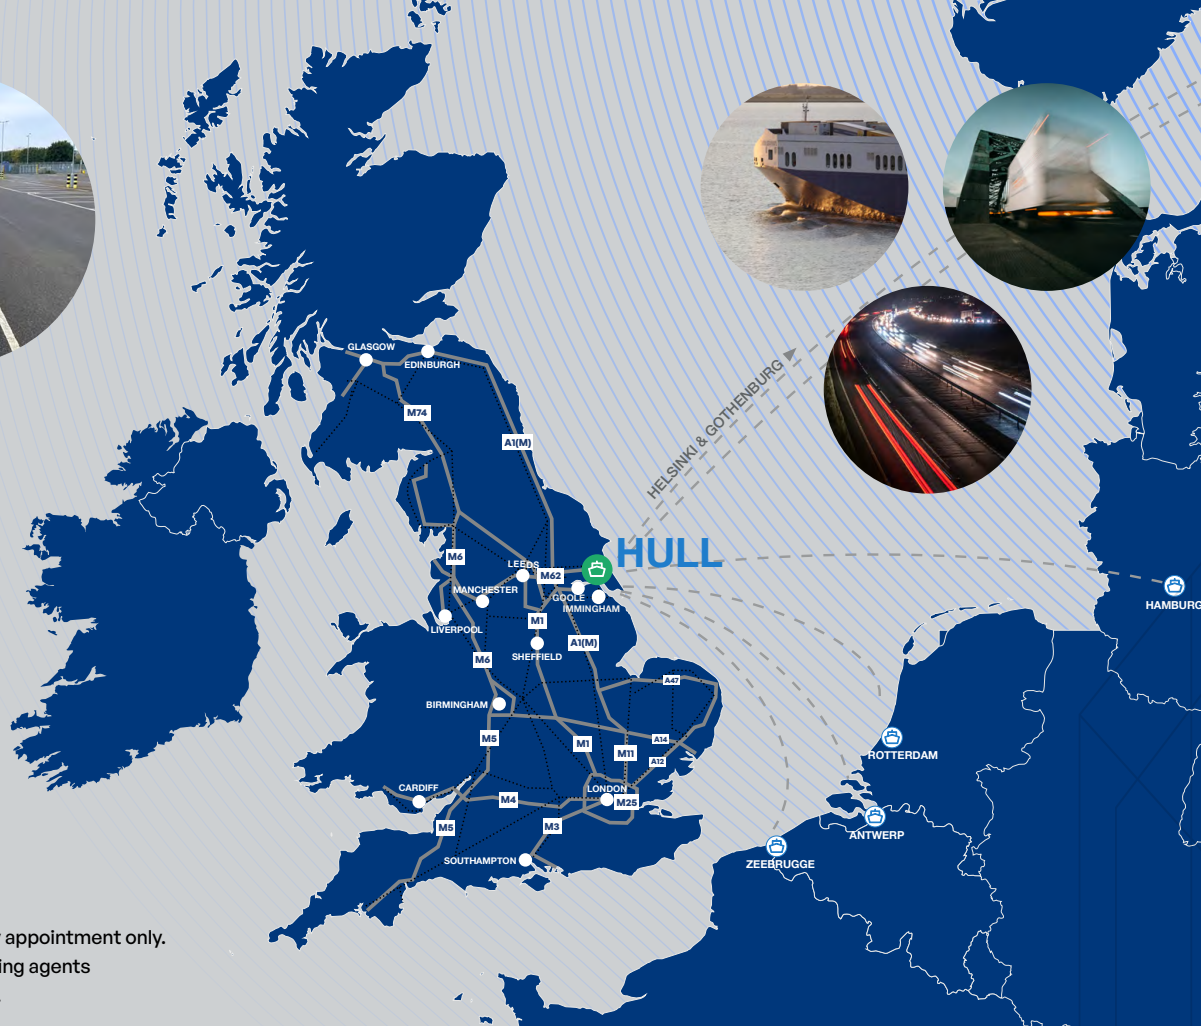 GLASGOW
EDINBURGH
M74
A1(M)
HELSINKI & GOTHENBURG
HULL
M6
LEEDS
M62
MANCHESTER
GOOLE
IMMINGHAM
HAMBURG
LIVERPOOL
M1
A1(M)
SHEFFIELD
M6
A47
BIRMINGHAM
M5
M1
A14
M11
A12
ROTTERDAM
CARDIFF
LONDON
M4
M25
M5
M3
ANTWERP
SOUTHAMPTON
ZEEBRUGGE
appointment only.
ing agents